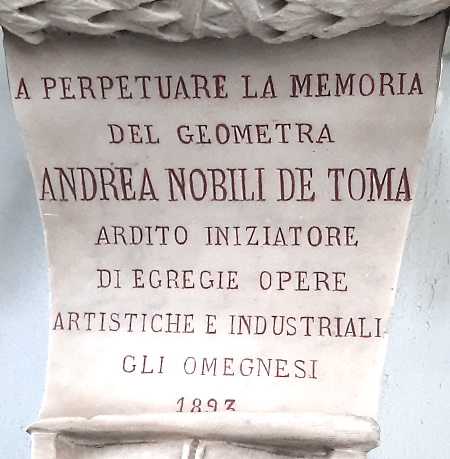 A PERPETUARE LA MEMORIA
DEL GEOMETRA
ANDREA NOBILI DE TOMA
ARDITO INIZIATORE
DI EGREGIE OPERE
ARTISTICHE E INDUSTRIALI
GLI OMEGNESI
1893